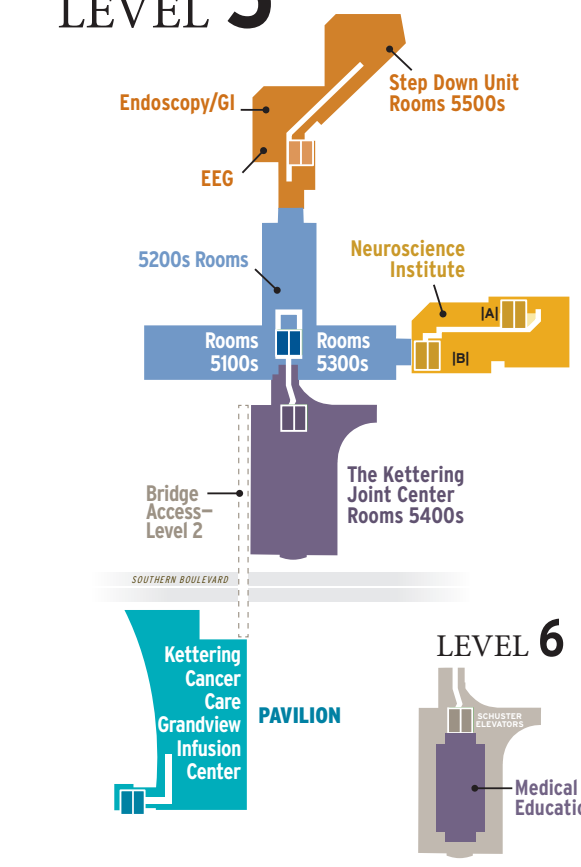 LEVEL 5
Step Down Unit
Rooms 5500s
Endoscopy/GI
EEG
5200s Rooms
Neuroscience
Institute
|A|
|B|
Rooms
5100s
Rooms
5300s
The Kettering
Joint Center
Rooms 5400s
Bridge
Access–
Level 2
SOUTHERN BOULEVARD
Kettering
Cancer
Care
Grandview
Infusion
Center
PAVILION
LEVEL 6
SCHUSTER
ELEVATORS
Medical
Educatio